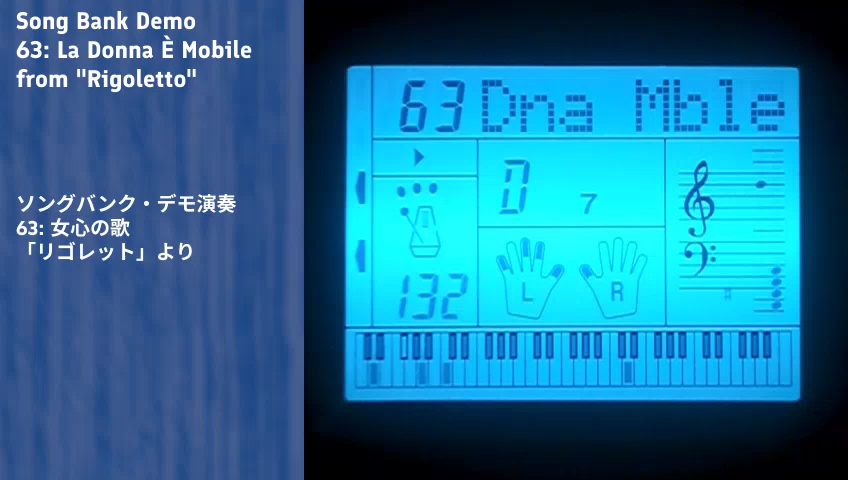 Song Bank Demo
63: La Donna È Mobile
from "Rigoletto"
ソングバンク・デモ演奏
63: 女心の歌
「リゴレット」より
63 Dna Mble
D 7
L R
132